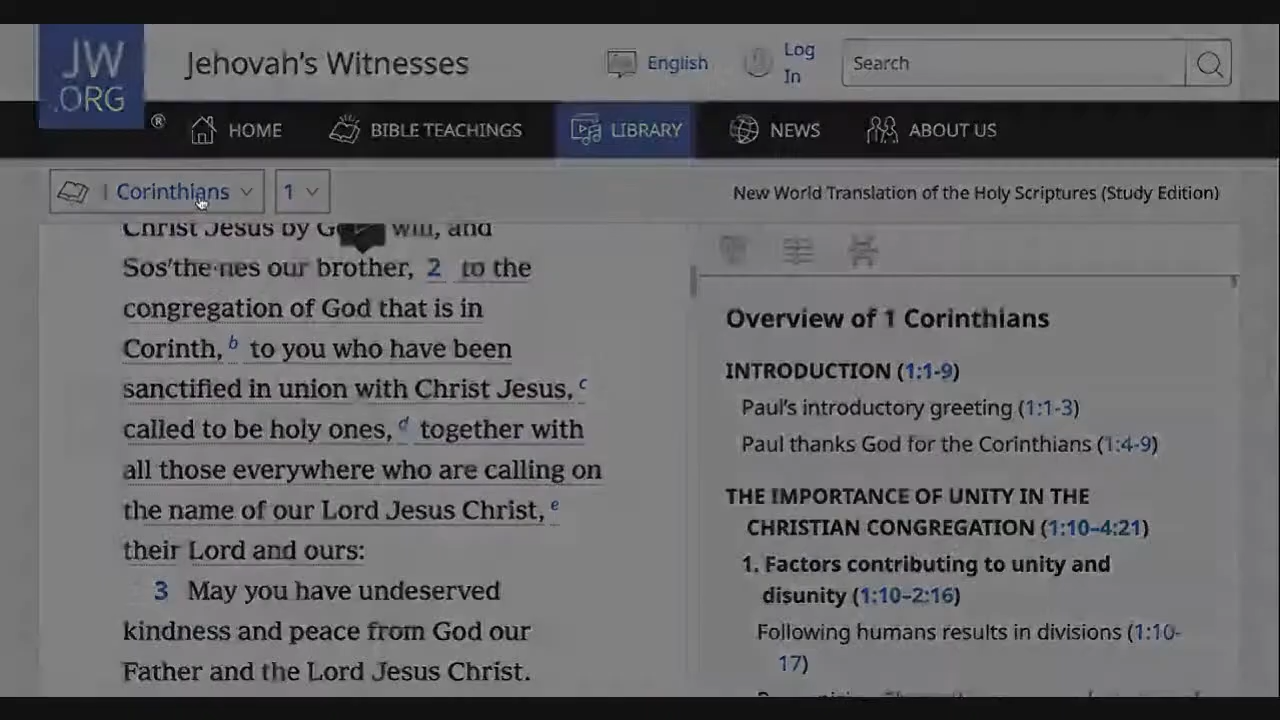 JW
.ORG
®
Jehovah's Witnesses
English
Log
In
Search
HOME
BIBLE TEACHINGS
LIBRARY
NEWS
ABOUT US
Corinthians
1
New World Translation of the Holy Scriptures (Study Edition)
Christ Jesus by will, and
Sos′the·nes our brother, 2 to the
congregation of God that is in
Corinth, b to you who have been
sanctified in union with Christ Jesus, c
called to be holy ones, d together with
all those everywhere who are calling on
the name of our Lord Jesus Christ, e
their Lord and ours:
3 May you have undeserved
kindness and peace from God our
Father and the Lord Jesus Christ.
Overview of 1 Corinthians
INTRODUCTION (1:1-9)
Paul's introductory greeting (1:1-3)
Paul thanks God for the Corinthians (1:4-9)
THE IMPORTANCE OF UNITY IN THE
CHRISTIAN CONGREGATION (1:10–4:21)
1. Factors contributing to unity and
disunity (1:10–2:16)
Following humans results in divisions (1:10-
17)